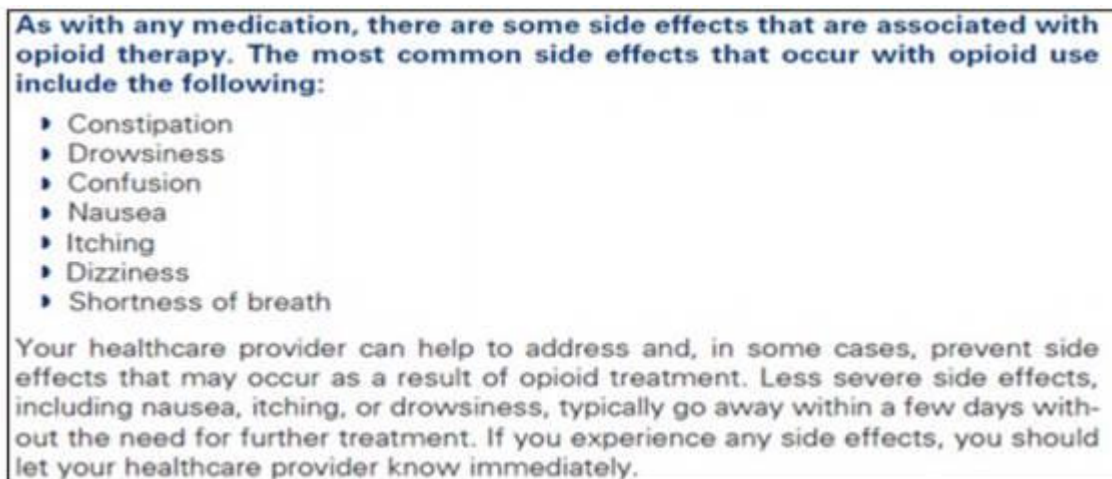 As with any medication, there are some side effects that are associated with
opioid therapy. The most common side effects that occur with opioid use
include the following:
Constipation
Drowsiness
Confusion
Nausea
Itching
Dizziness
Shortness of breath
Your healthcare provider can help to address and, in some cases, prevent side
effects that may occur as a result of opioid treatment. Less severe side effects,
including nausea, itching, or drowsiness, typically go away within a few days with-
out the need for further treatment. If you experience any side effects, you should
let your healthcare provider know immediately.